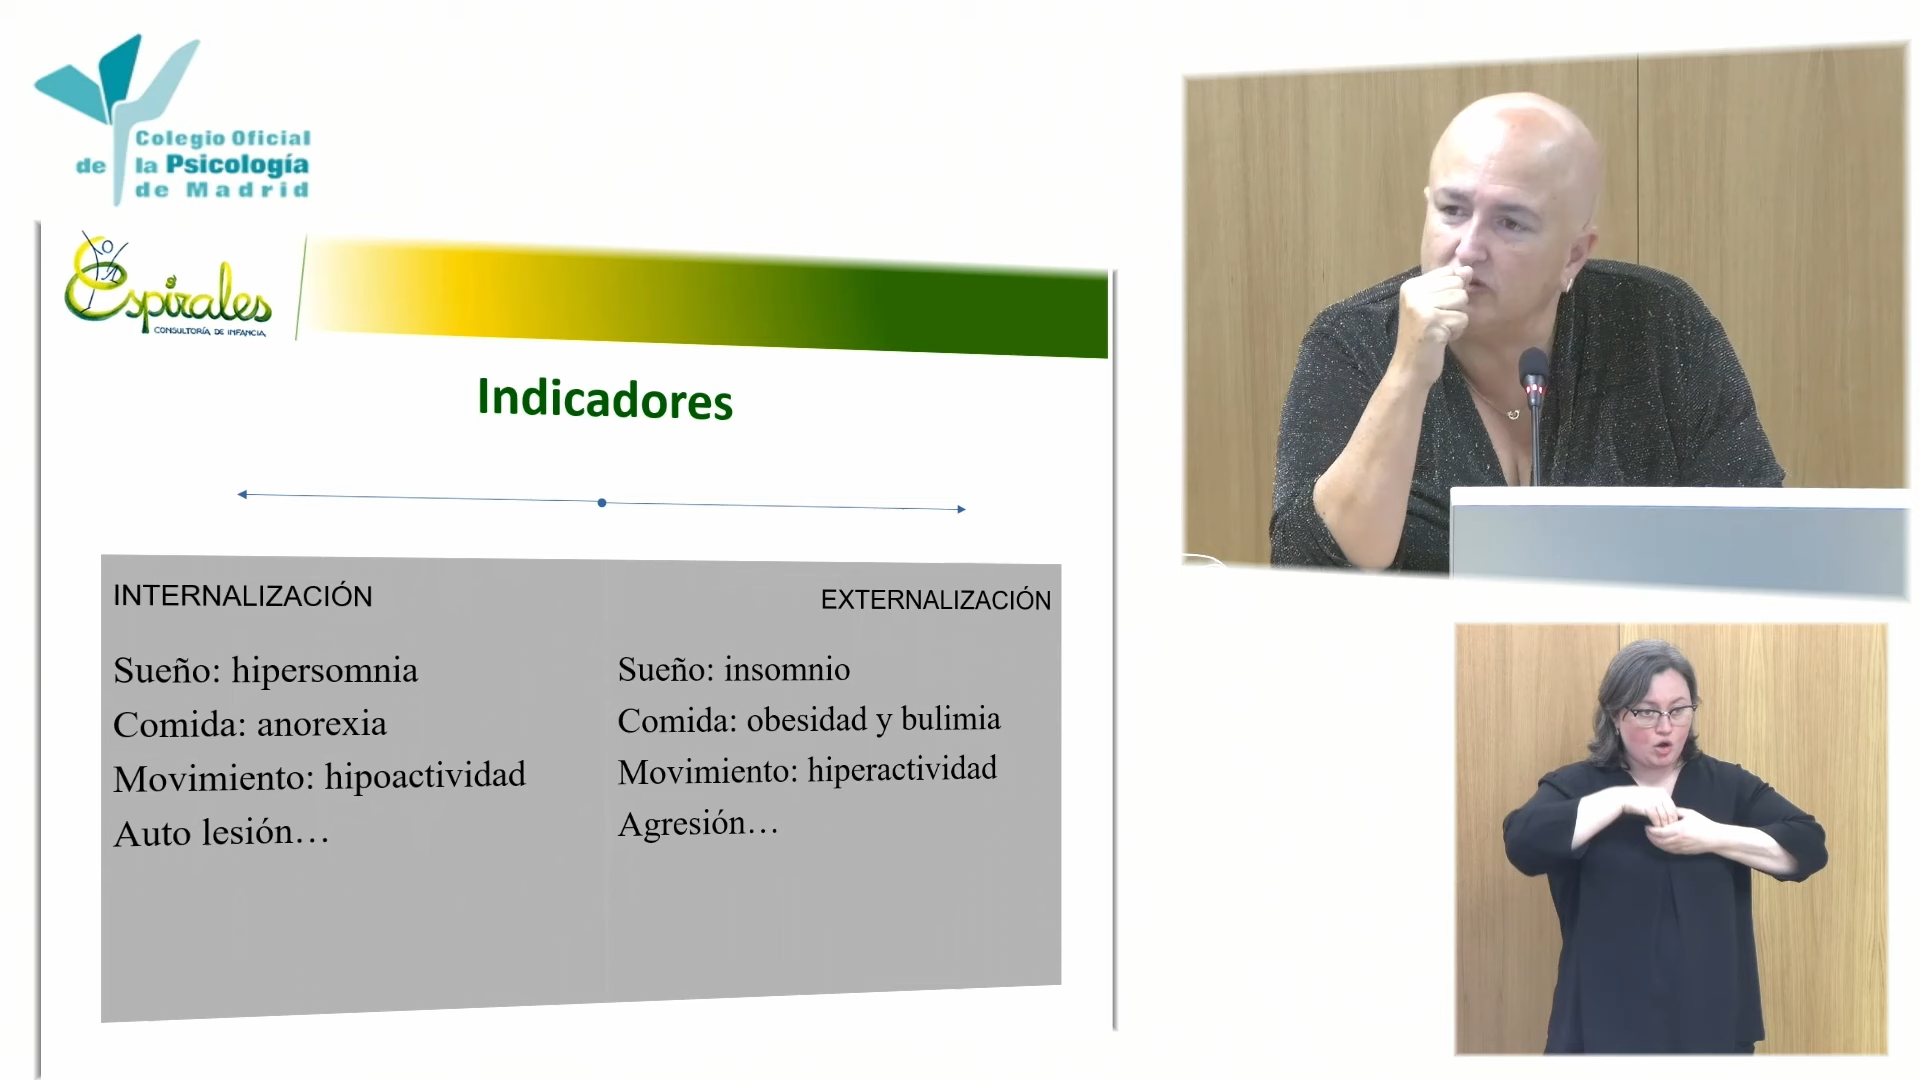 Colegio Oficial
de la Psicología
de Madrid
Espirales
CONSULTORÍA DE INFANCIA
Indicadores
INTERNALIZACIÓN
EXTERNALIZACIÓN
Sueño: hipersomnia
Comida: anorexia
Movimiento: hipoactividad
Auto lesión…
Sueño: insomnio
Comida: obesidad y bulimia
Movimiento: hiperactividad
Agresión…